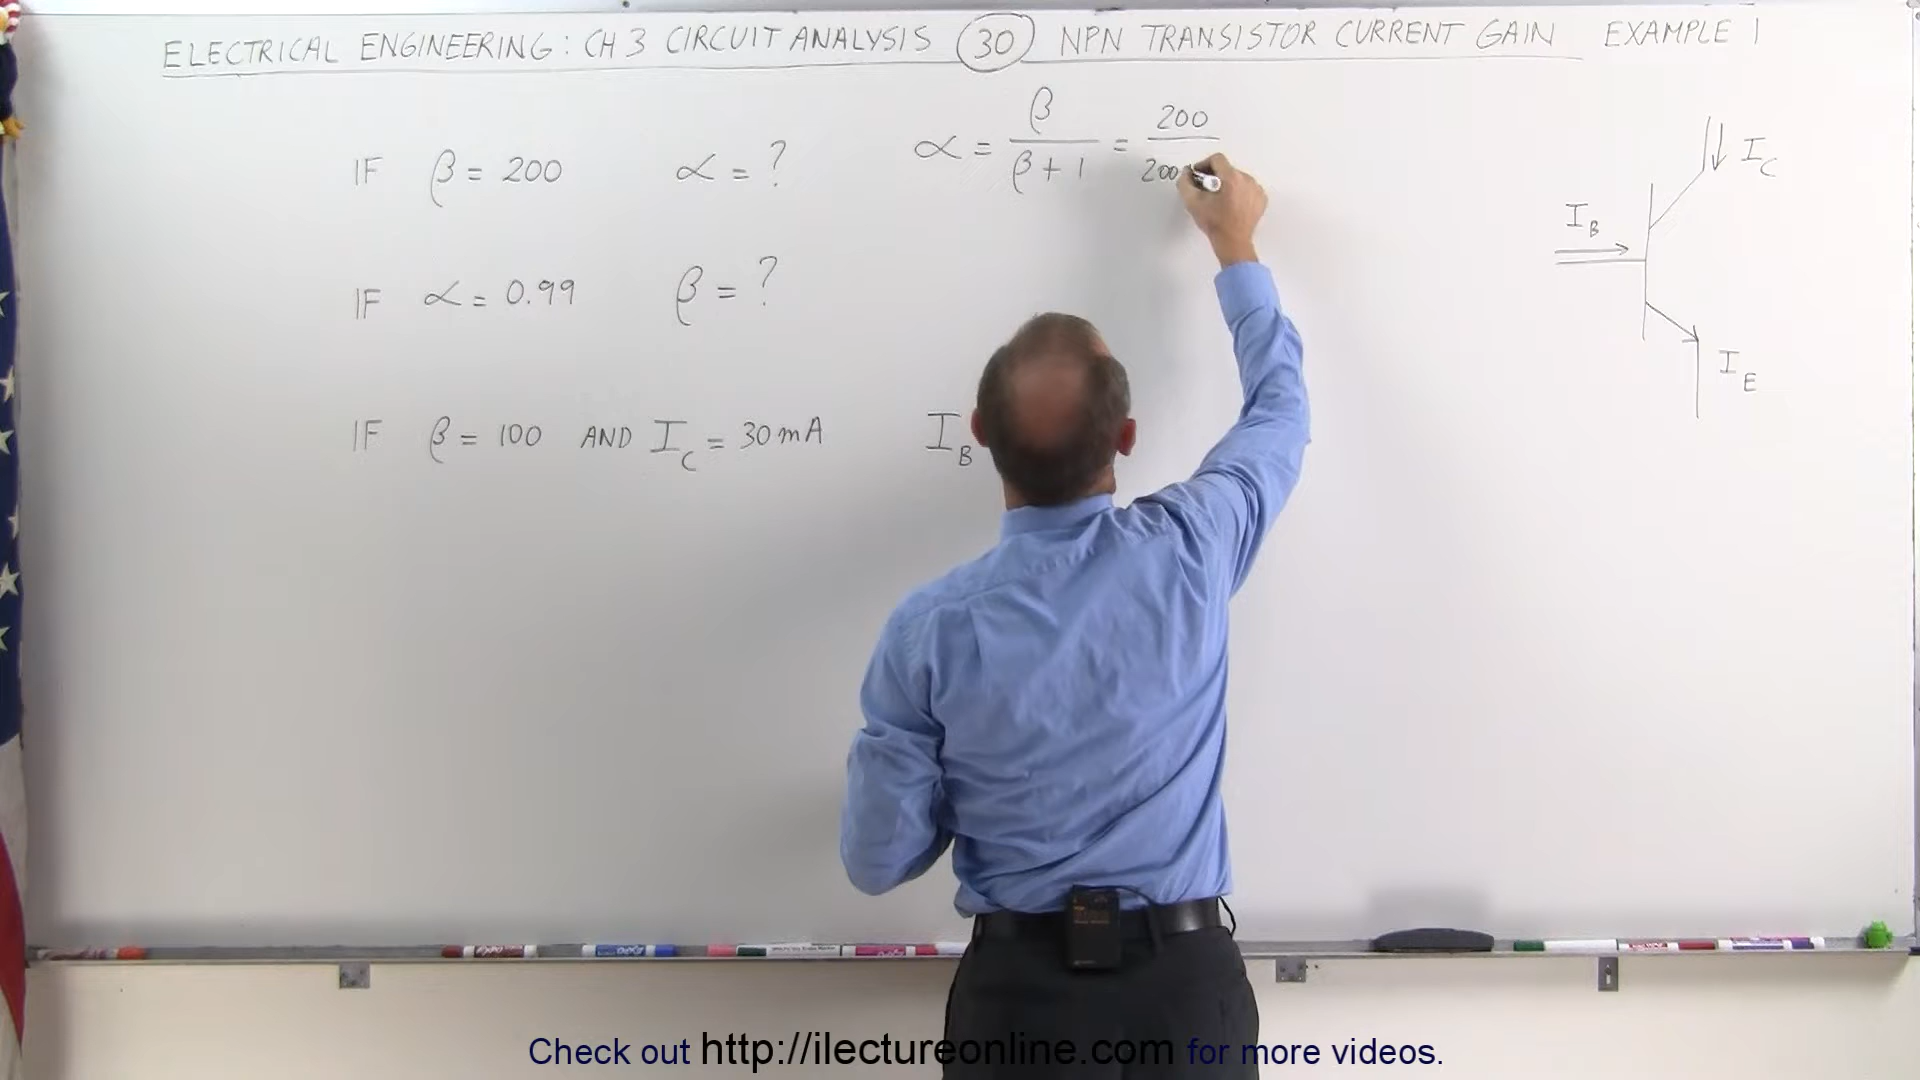 ELECTRICAL ENGINEERING: CH 3 CIRCUIT ANALYSIS 30 NPN TRANSISTOR CURRENT GAIN EXAMPLE 1
IF β = 200 α = ?
α = β / β + 1 = 200 / 200
I_C
I_B
IF α = 0.99 β = ?
I_E
IF β = 100 AND I_C = 30 mA I_B
EXPO
Check out http://ilectureonline.com for more videos.